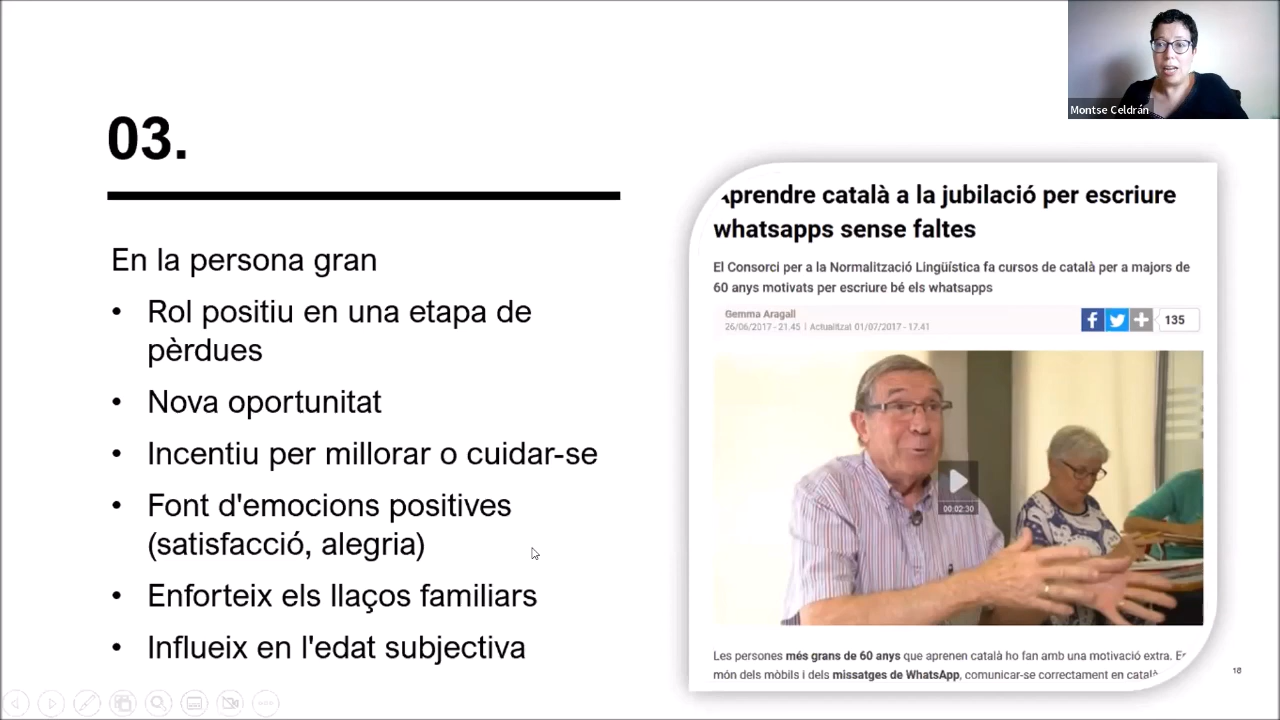 Montse Celdrán
03.
En la persona gran
• Rol positiu en una etapa de
pèrdues
• Nova oportunitat
• Incentiu per millorar o cuidar-se
• Font d'emocions positives
(satisfacció, alegria)
• Enforteix els llaços familiars
• Influeix en l'edat subjectiva
Aprendre català a la jubilació per escriure
whatsapps sense faltes
El Consorci per a la Normalització Lingüística fa cursos de català per a majors de
60 anys motivats per escriure bé els whatsapps
Gemma Aragall
26/06/2017 - 21.45 | Actualitzat 01/07/2017 - 17.41
135
00:02:30
Les persones més grans de 60 anys que aprenen català ho fan amb una motivació extra.
món dels mòbils i dels missatges de WhatsApp, comunicar-se correctament en català
18